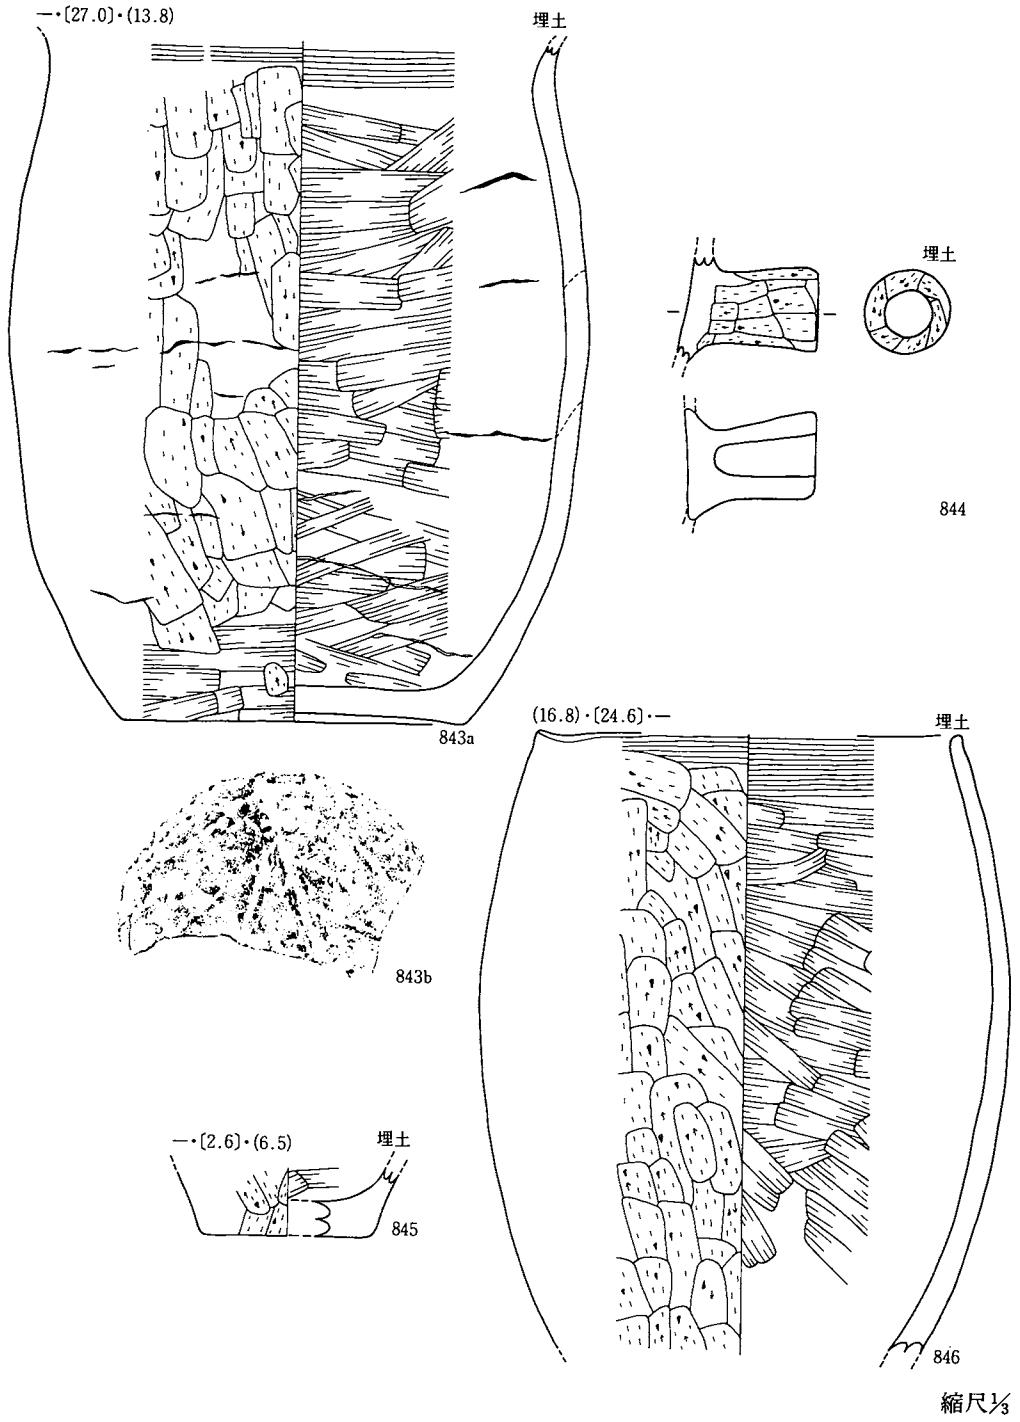 —・〔27.0〕・(13.8)
埋土
埋土
844
843a
(16.8)・〔24.6〕・—
埋土
843b
—・〔2.6〕・(6.5)
埋土
845
846
縮尺1/3